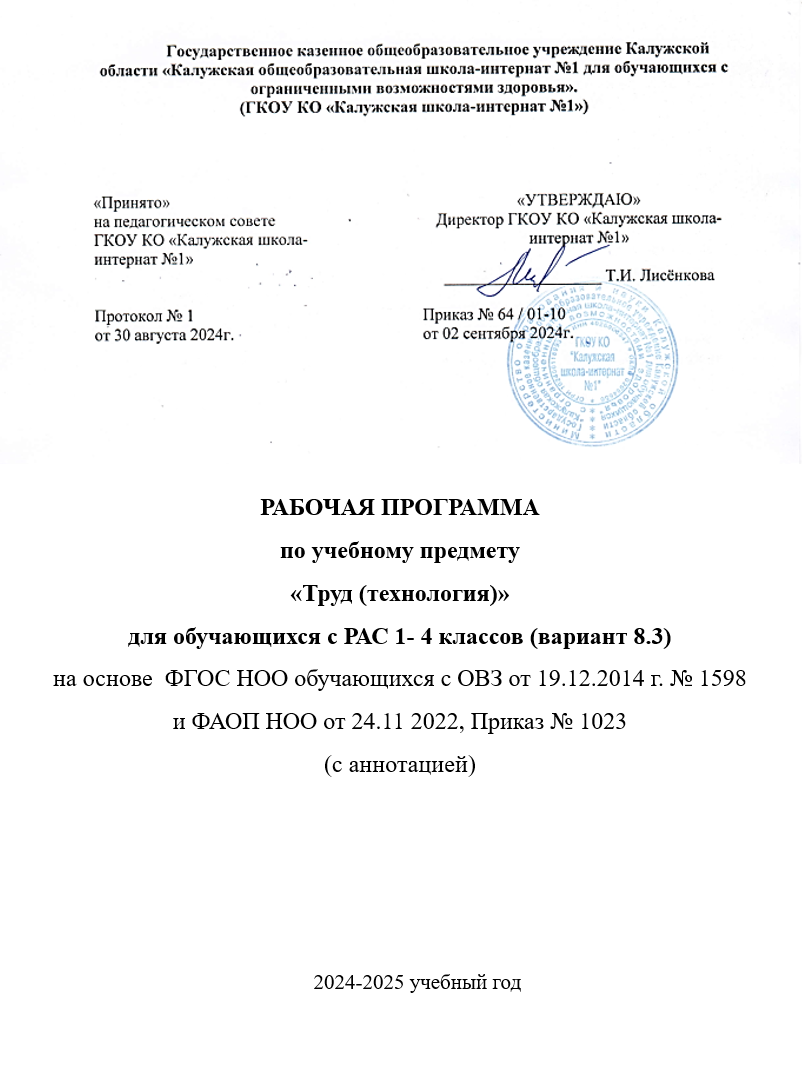 Государственное казенное общеобразовательное учреждение Калужской
области «Калужская общеобразовательная школа-интернат №1 для обучающихся с
ограниченными возможностями здоровья».
(ГКОУ КО «Калужская школа-интернат №1»)
«Принято»
на педагогическом совете
ГКОУ КО «Калужская школа-
интернат №1»
Протокол № 1
от 30 августа 2024г.
«УТВЕРЖДАЮ»
Директор ГКОУ КО «Калужская школа-
интернат №1»
Т.И. Лисёнкова
Приказ № 64 / 01-10
от 02 сентября 2024г.
ГКОУ КО
"Калужская
школа-интернат
№1"
РАБОЧАЯ ПРОГРАММА
по учебному предмету
«Труд (технология)»
для обучающихся с РАС 1- 4 классов (вариант 8.3)
на основе  ФГОС НОО обучающихся с ОВЗ от 19.12.2014 г. № 1598
и ФАОП НОО от 24.11 2022, Приказ № 1023
(с аннотацией)
2024-2025 учебный год